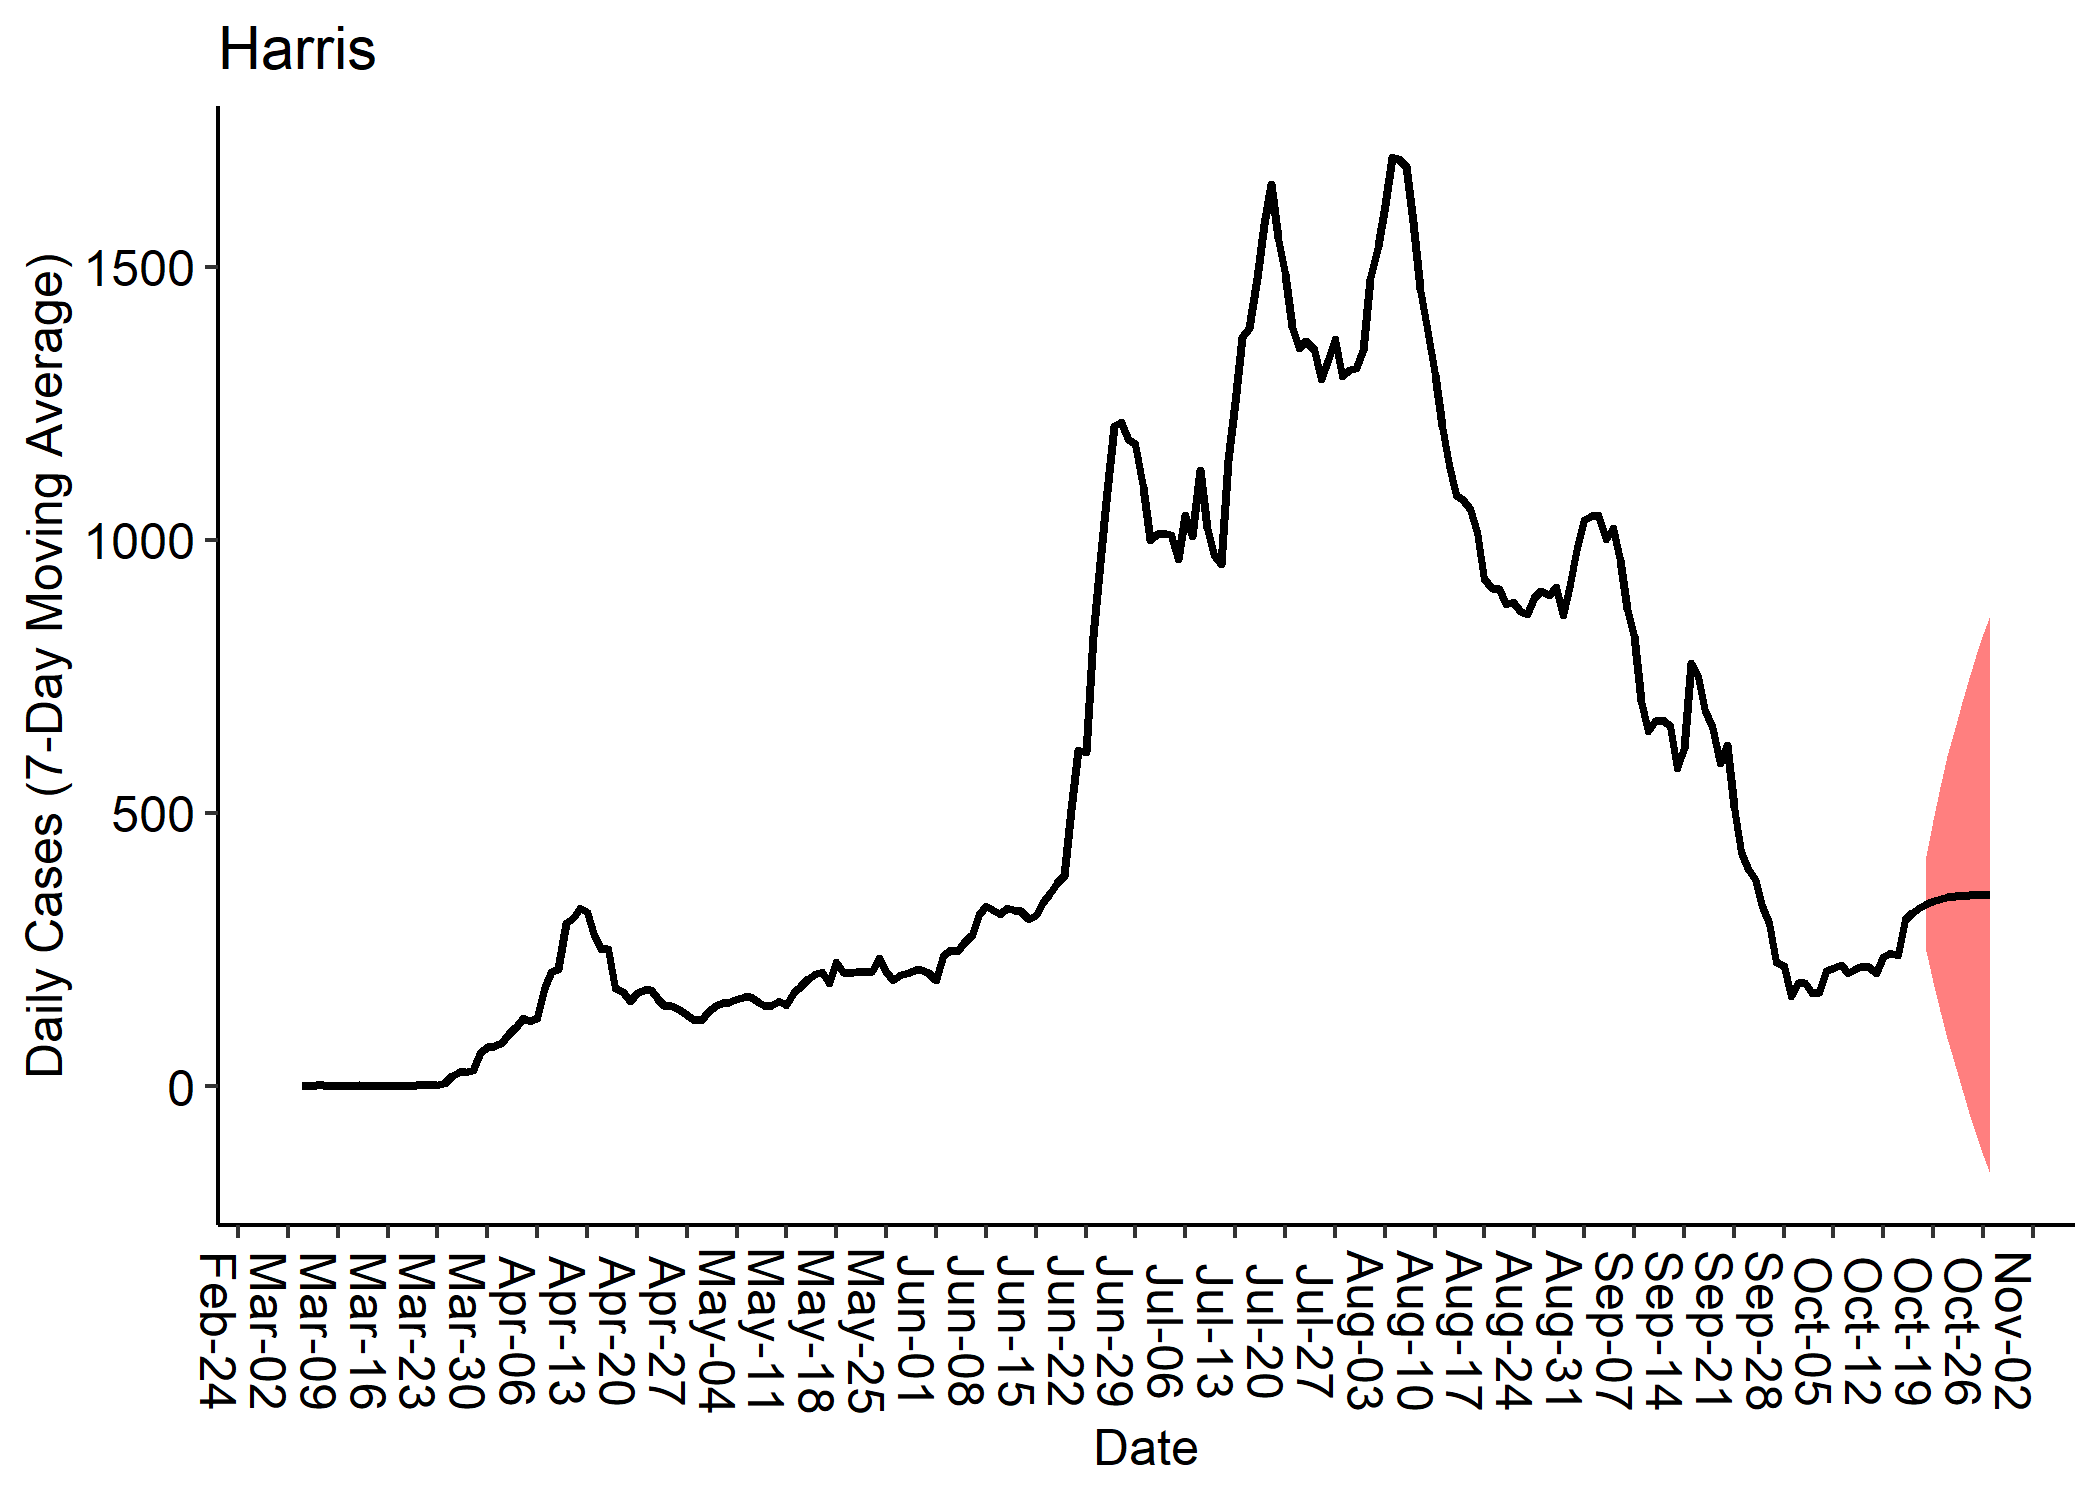 Harris
Daily Cases (7-Day Moving Average)
1500
1000
500
0
Feb-24
Mar-02
Mar-09
Mar-16
Mar-23
Mar-30
Apr-06
Apr-13
Apr-20
Apr-27
May-04
May-11
May-18
May-25
Jun-01
Jun-08
Jun-15
Jun-22
Jun-29
Jul-06
Jul-13
Jul-20
Jul-27
Aug-03
Aug-10
Aug-17
Aug-24
Aug-31
Sep-07
Sep-14
Sep-21
Sep-28
Oct-05
Oct-12
Oct-19
Oct-26
Nov-02
Date